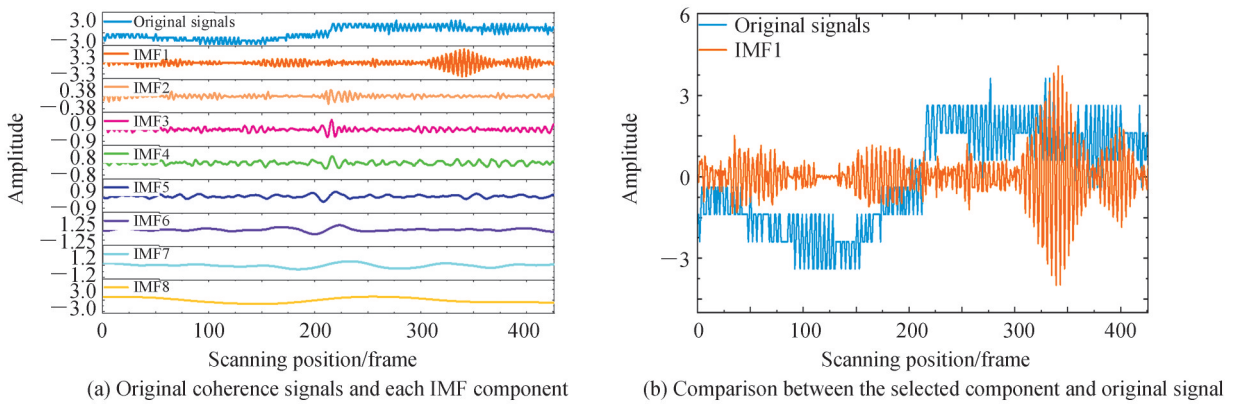 Original signals
3.0
−3.0
IMF1
3.3
−3.3
IMF2
0.38
−0.38
IMF3
0.9
−0.9
IMF4
0.8
−0.8
IMF5
0.9
−0.9
IMF6
1.25
−1.25
IMF7
1.2
−1.2
IMF8
3.0
−3.0
Amplitude
0 100 200 300 400
Scanning position/frame
(a) Original coherence signals and each IMF component
Original signals
IMF1
6
3
0
−3
Amplitude
0 50 100 150 200 250 300 350 400
Scanning position/frame
(b) Comparison between the selected component and original signal